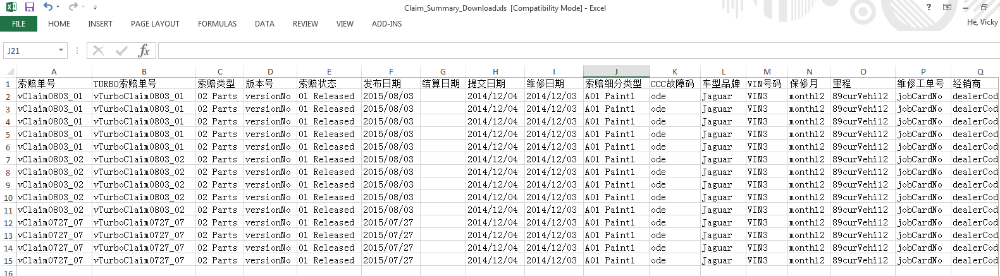 Claim_Summary_Download.xls [Compatibility Mode] - Excel
?
FILE HOME INSERT PAGE LAYOUT FORMULAS DATA REVIEW VIEW ADD-INS He, Vicky
J21 fx
A B C D E F G H I J K L M N O P Q
1 索赔单号 TURBO索赔单号 索赔类型 版本号 索赔状态 发布日期 结算日期 提交日期 维修日期 索赔细分类型 CCC故障码 车型品牌 VIN号码 保修月 里程 维修工单号 经销商
2 vClaim0803_01 vTurboClaim0803_01 02 Parts versionNo 01 Released 2015/08/03 2014/12/04 2014/12/03 A01 Paint1 ode Jaguar VIN3 month12 89curVehi12 jobCardNo dealerCod
3 vClaim0803_01 vTurboClaim0803_01 02 Parts versionNo 01 Released 2015/08/03 2014/12/04 2014/12/03 A01 Paint1 ode Jaguar VIN3 month12 89curVehi12 jobCardNo dealerCod
4 vClaim0803_01 vTurboClaim0803_01 02 Parts versionNo 01 Released 2015/08/03 2014/12/04 2014/12/03 A01 Paint1 ode Jaguar VIN3 month12 89curVehi12 jobCardNo dealerCod
5 vClaim0803_01 vTurboClaim0803_01 02 Parts versionNo 01 Released 2015/08/03 2014/12/04 2014/12/03 A01 Paint1 ode Jaguar VIN3 month12 89curVehi12 jobCardNo dealerCod
6 vClaim0803_01 vTurboClaim0803_01 02 Parts versionNo 01 Released 2015/08/03 2014/12/04 2014/12/03 A01 Paint1 ode Jaguar VIN3 month12 89curVehi12 jobCardNo dealerCod
7 vClaim0803_02 vTurboClaim0803_02 02 Parts versionNo 01 Released 2015/08/03 2014/12/04 2014/12/03 A01 Paint1 ode Jaguar VIN3 month12 89curVehi12 jobCardNo dealerCod
8 vClaim0803_02 vTurboClaim0803_02 02 Parts versionNo 01 Released 2015/08/03 2014/12/04 2014/12/03 A01 Paint1 ode Jaguar VIN3 month12 89curVehi12 jobCardNo dealerCod
9 vClaim0803_02 vTurboClaim0803_02 02 Parts versionNo 01 Released 2015/08/03 2014/12/04 2014/12/03 A01 Paint1 ode Jaguar VIN3 month12 89curVehi12 jobCardNo dealerCod
10 vClaim0803_02 vTurboClaim0803_02 02 Parts versionNo 01 Released 2015/08/03 2014/12/04 2014/12/03 A01 Paint1 ode Jaguar VIN3 month12 89curVehi12 jobCardNo dealerCod
11 vClaim0803_02 vTurboClaim0803_02 02 Parts versionNo 01 Released 2015/08/03 2014/12/04 2014/12/03 A01 Paint1 ode Jaguar VIN3 month12 89curVehi12 jobCardNo dealerCod
12 vClaim0727_07 vTurboClaim0727_07 02 Parts versionNo 01 Released 2015/07/27 2014/12/04 2014/12/03 A01 Paint1 ode Jaguar VIN3 month12 89curVehi12 jobCardNo dealerCod
13 vClaim0727_07 vTurboClaim0727_07 02 Parts versionNo 01 Released 2015/07/27 2014/12/04 2014/12/03 A01 Paint1 ode Jaguar VIN3 month12 89curVehi12 jobCardNo dealerCod
14 vClaim0727_07 vTurboClaim0727_07 02 Parts versionNo 01 Released 2015/07/27 2014/12/04 2014/12/03 A01 Paint1 ode Jaguar VIN3 month12 89curVehi12 jobCardNo dealerCod
15 vClaim0727_07 vTurboClaim0727_07 02 Parts versionNo 01 Released 2015/07/27 2014/12/04 2014/12/03 A01 Paint1 ode Jaguar VIN3 month12 89curVehi12 jobCardNo dealerCod
16